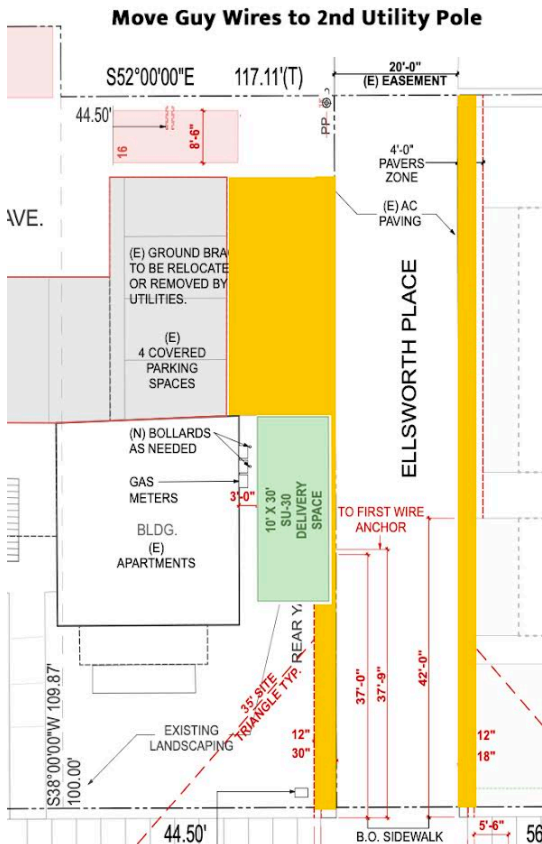 Move Guy Wires to 2nd Utility Pole
S52°00'00"E 117.11'(T)
20'-0"
(E) EASEMENT
44.50'
16
8'-6"
PP
4'-0"
PAVERS
ZONE
AVE.
(E) AC
PAVING
(E) GROUND BRA
TO BE RELOCATE
OR REMOVED BY
UTILITIES.
(E)
4 COVERED
PARKING
SPACES
ELLSWORTH PLACE
(N) BOLLARDS
AS NEEDED
GAS
METERS
3'-0"
10' X 30'
SU-30
DELIVERY
SPACE
TO FIRST WIRE
ANCHOR
BLDG.
(E)
APARTMENTS
REAR YA
37'-0"
37'-9"
42'-0"
35' SITE
TRIANGLE TYP.
S38°00'00"W 109.87'
100.00'
EXISTING
LANDSCAPING
12"
30"
12"
18"
44.50'
B.O. SIDEWALK
5'-6"
56